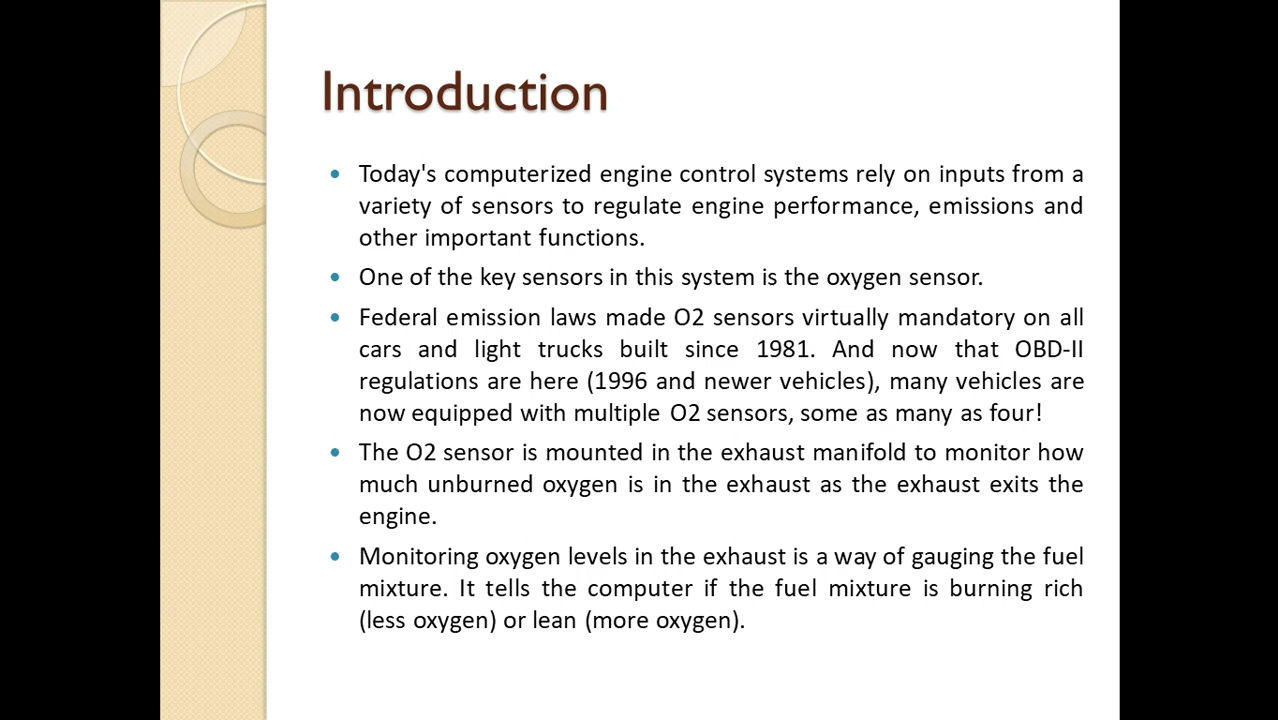 Introduction
• Today's computerized engine control systems rely on inputs from a
variety of sensors to regulate engine performance, emissions and
other important functions.
• One of the key sensors in this system is the oxygen sensor.
• Federal emission laws made O2 sensors virtually mandatory on all
cars and light trucks built since 1981. And now that OBD-II
regulations are here (1996 and newer vehicles), many vehicles are
now equipped with multiple O2 sensors, some as many as four!
• The O2 sensor is mounted in the exhaust manifold to monitor how
much unburned oxygen is in the exhaust as the exhaust exits the
engine.
• Monitoring oxygen levels in the exhaust is a way of gauging the fuel
mixture. It tells the computer if the fuel mixture is burning rich
(less oxygen) or lean (more oxygen).